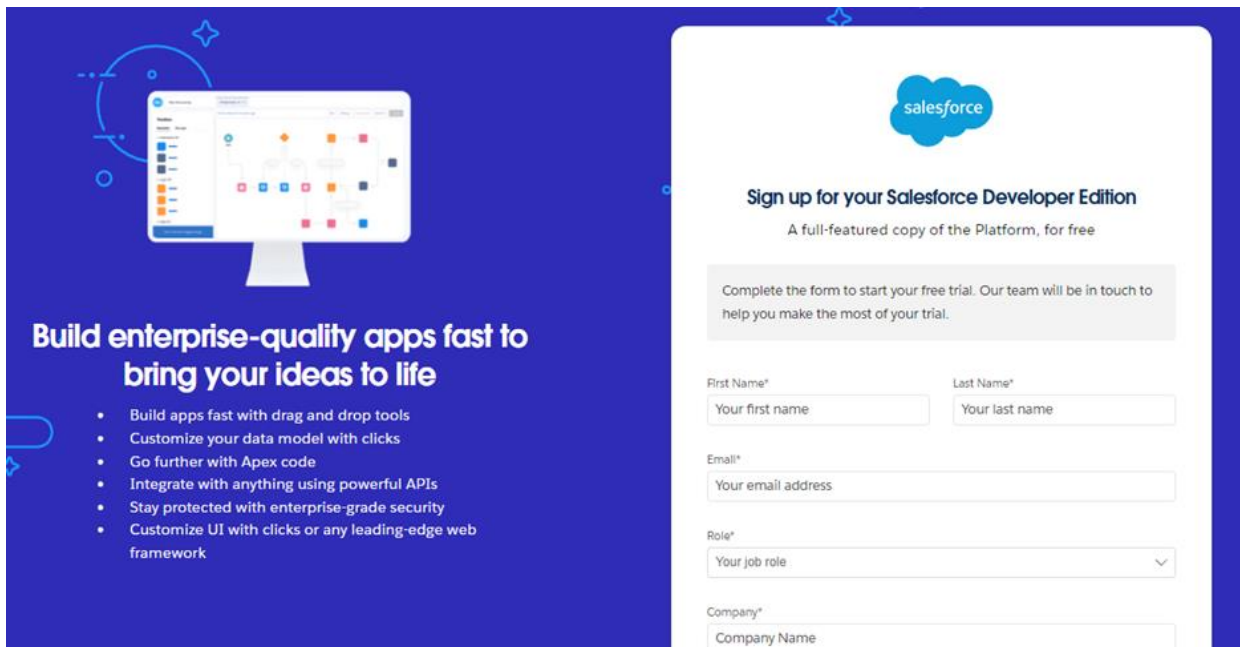 Build enterprise-quality apps fast to
bring your ideas to life
• Build apps fast with drag and drop tools
• Customize your data model with clicks
• Go further with Apex code
• Integrate with anything using powerful APIs
• Stay protected with enterprise-grade security
• Customize UI with clicks or any leading-edge web
framework
salesforce
Sign up for your Salesforce Developer Edition
A full-featured copy of the Platform, for free
Complete the form to start your free trial. Our team will be in touch to
help you make the most of your trial.
First Name* Last Name*
Your first name Your last name
Email*
Your email address
Role*
Your job role
Company*
Company Name